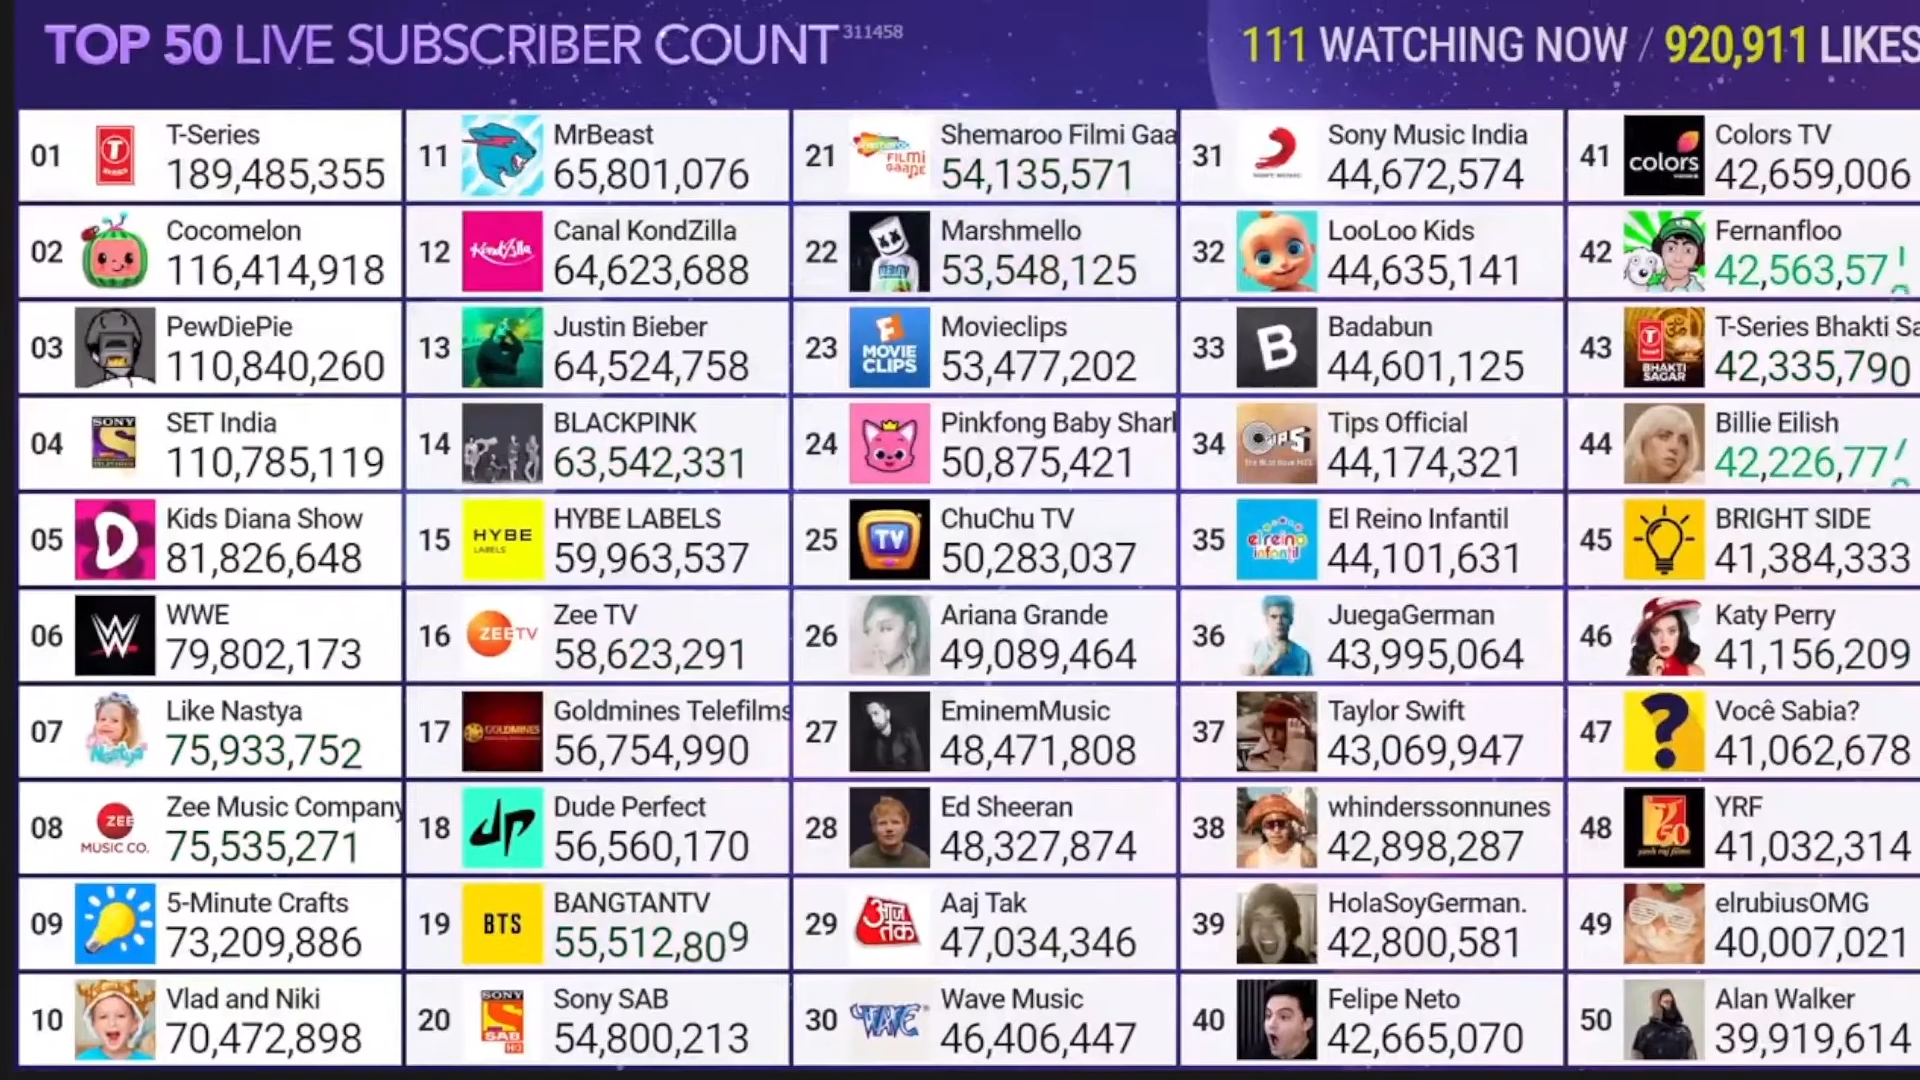 TOP 50 LIVE SUBSCRIBER COUNT 311458
111 WATCHING NOW / 920,911 LIKES
01 T-Series
189,485,355
02 Cocomelon
116,414,918
03 PewDiePie
110,840,260
04 SET India
110,785,119
05 Kids Diana Show
81,826,648
06 WWE
79,802,173
07 Like Nastya
75,933,752
08 Zee Music Company
75,535,271
09 5-Minute Crafts
73,209,886
10 Vlad and Niki
70,472,898
11 MrBeast
65,801,076
12 Canal KondZilla
64,623,688
13 Justin Bieber
64,524,758
14 BLACKPINK
63,542,331
15 HYBE LABELS
59,963,537
16 Zee TV
58,623,291
17 Goldmines Telefilms
56,754,990
18 Dude Perfect
56,560,170
19 BANGTANTV
55,512,809
20 Sony SAB
54,800,213
21 Shemaroo Filmi Gaa
54,135,571
22 Marshmello
53,548,125
23 Movieclips
53,477,202
24 Pinkfong Baby Shar
50,875,421
25 ChuChu TV
50,283,037
26 Ariana Grande
49,089,464
27 EminemMusic
48,471,808
28 Ed Sheeran
48,327,874
29 Aaj Tak
47,034,346
30 Wave Music
46,406,447
31 Sony Music India
44,672,574
32 LooLoo Kids
44,635,141
33 Badabun
44,601,125
34 Tips Official
44,174,321
35 El Reino Infantil
44,101,631
36 JuegaGerman
43,995,064
37 Taylor Swift
43,069,947
38 whinderssonnunes
42,898,287
39 HolaSoyGerman.
42,800,581
40 Felipe Neto
42,665,070
41 Colors TV
42,659,006
42 Fernanfloo
42,563,57
43 T-Series Bhakti Sa
42,335,790
44 Billie Eilish
42,226,77
45 BRIGHT SIDE
41,384,333
46 Katy Perry
41,156,209
47 Você Sabia?
41,062,678
48 YRF
41,032,314
49 elrubiusOMG
40,007,021
50 Alan Walker
39,919,614